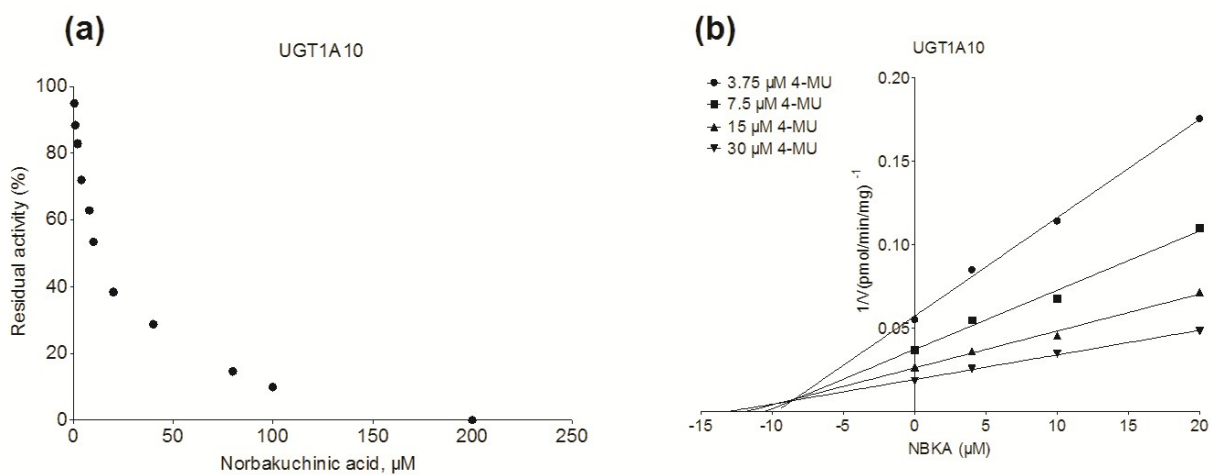 (a)
UGT1A10
100
80
60
40
20
0
Residual activity (%)
0 50 100 150 200 250
Norbakuchinic acid, µM
(b)
UGT1A10
3.75 µM 4-MU
7.5 µM 4-MU
15 µM 4-MU
30 µM 4-MU
0.20
0.15
0.10
0.05
1/V(pmol/min/mg) -1
-15 -10 -5 0 5 10 15 20
NBKA (µM)